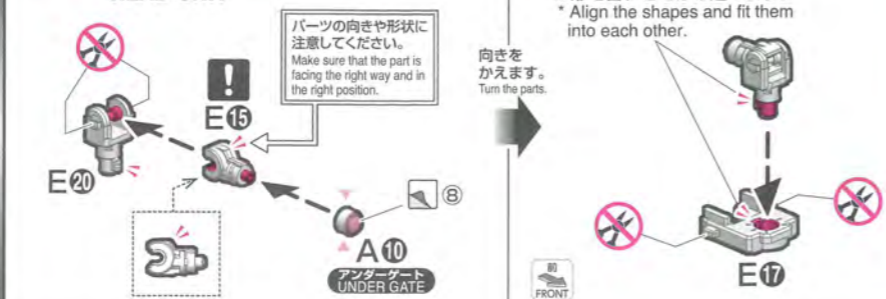 パーツの向きや形状に
注意してください。
Make sure that the part is
facing the right way and in
the right position.
!
E15
E20
⑧
A10
アンダーゲート
UNDER GATE
向きを
かえます。
Turn the parts.
* Align the shapes and fit them
into each other.
E17
前
FRONT